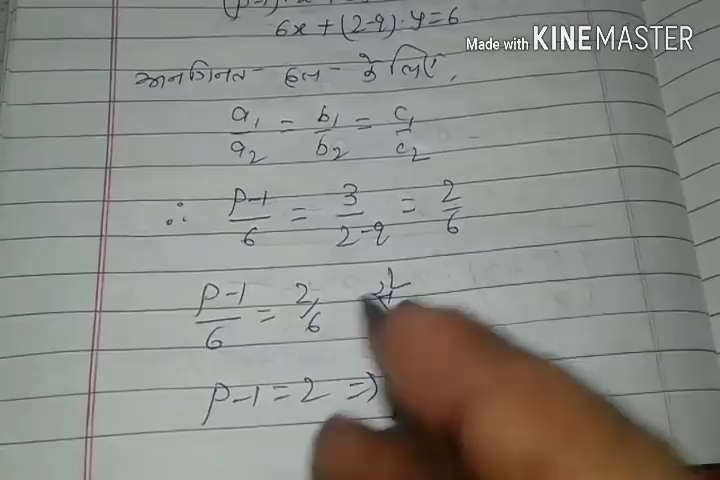 6x + (2-q).y = 6
Made with KINEMASTER
अनगिनत - हल - के लिए,
a₁/a₂ = b₁/b₂ = c₁/c₂
∴ p-1/6 = 3/2-q = 2/6
p-1/6 = 2/6
p-1 = 2 ⇒